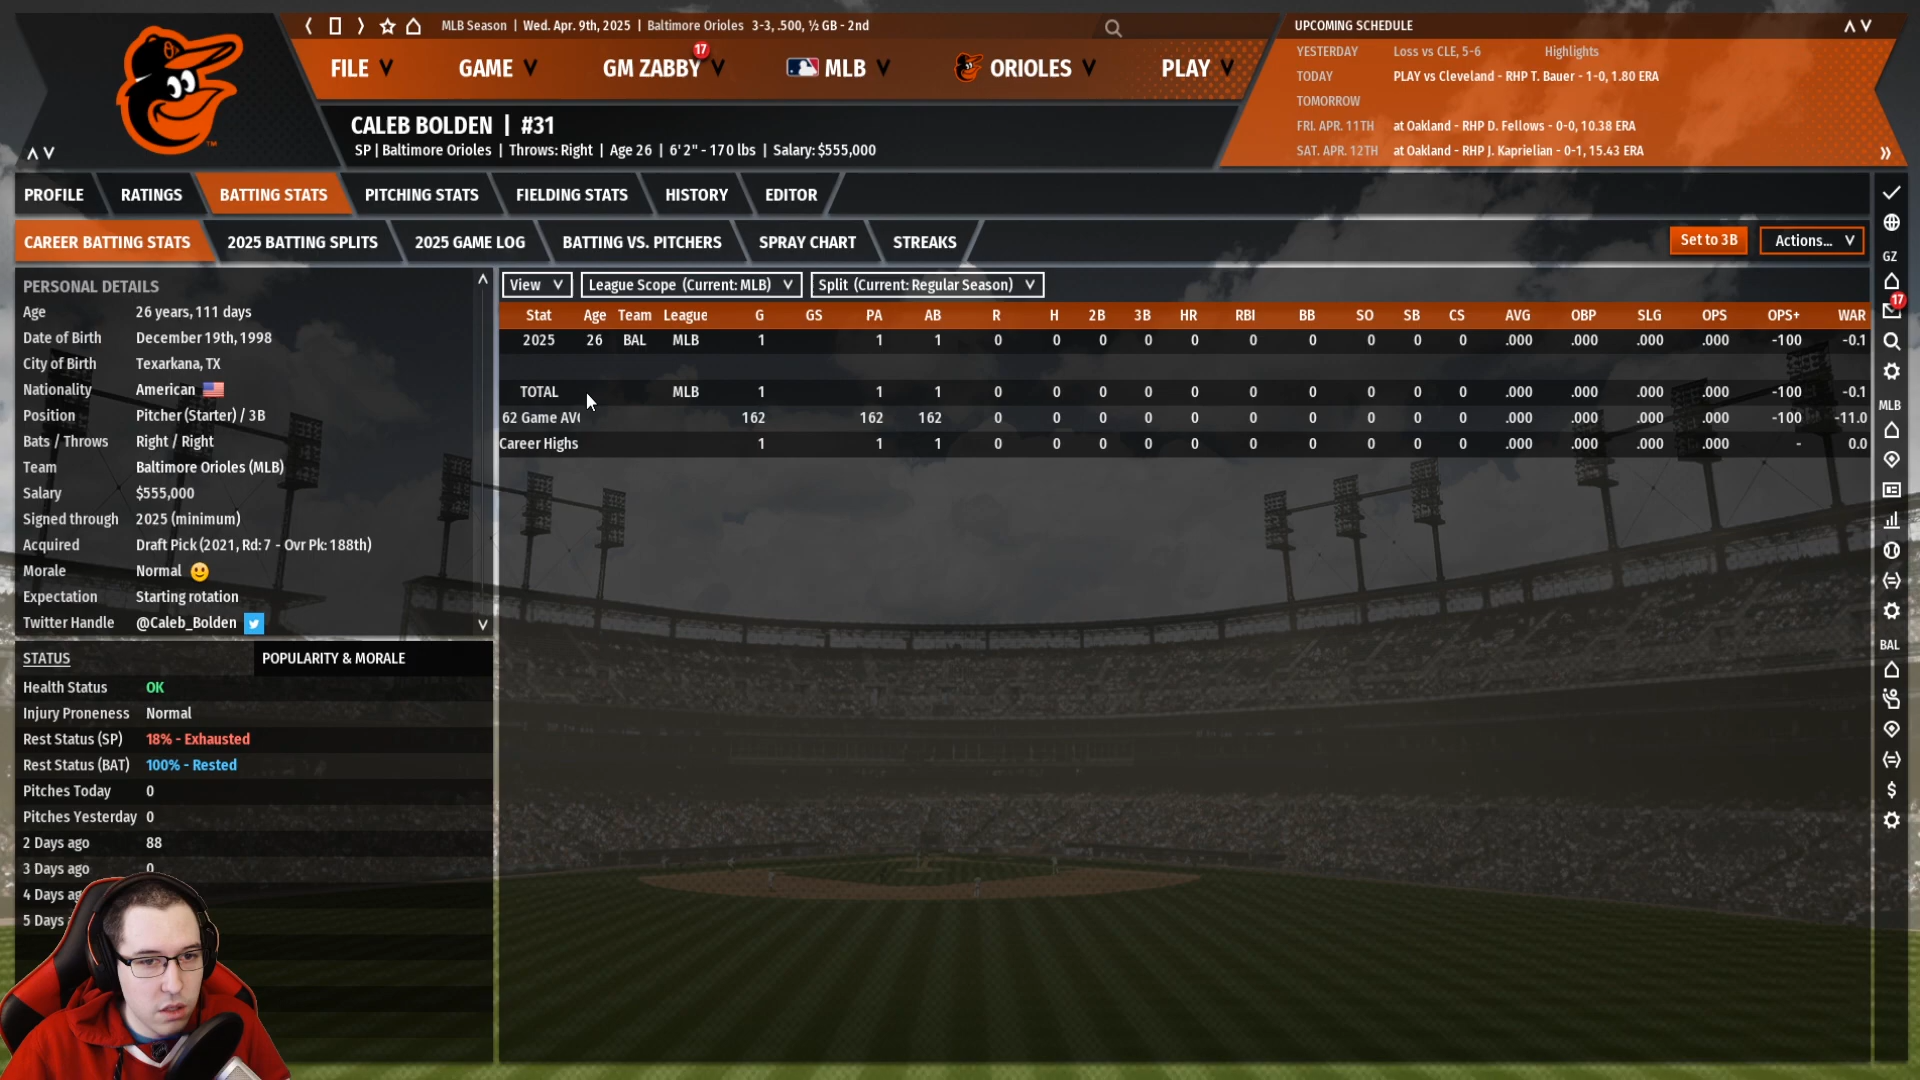 MLB Season | Wed. Apr. 9th, 2025 | Baltimore Orioles 3-3, .500, ½ GB - 2nd
FILE
GAME
GM ZABBY
17
MLB
ORIOLES
PLAY
UPCOMING SCHEDULE
YESTERDAY Loss vs CLE, 5-6 Highlights
TODAY PLAY vs Cleveland - RHP T. Bauer - 1-0, 1.80 ERA
TOMORROW
FRI. APR. 11TH at Oakland - RHP D. Fellows - 0-0, 10.38 ERA
SAT. APR. 12TH at Oakland - RHP J. Kaprielian - 0-1, 15.43 ERA
CALEB BOLDEN | #31
SP | Baltimore Orioles | Throws: Right | Age 26 | 6' 2" - 170 lbs | Salary: $555,000
PROFILE RATINGS BATTING STATS PITCHING STATS FIELDING STATS HISTORY EDITOR
CAREER BATTING STATS 2025 BATTING SPLITS 2025 GAME LOG BATTING VS. PITCHERS SPRAY CHART STREAKS
Set to 3B Actions...
PERSONAL DETAILS
Age 26 years, 111 days
Date of Birth December 19th, 1998
City of Birth Texarkana, TX
Nationality American
Position Pitcher (Starter) / 3B
Bats / Throws Right / Right
Team Baltimore Orioles (MLB)
Salary $555,000
Signed through 2025 (minimum)
Acquired Draft Pick (2021, Rd: 7 - Ovr Pk: 188th)
Morale Normal
Expectation Starting rotation
Twitter Handle @Caleb_Bolden
STATUS POPULARITY & MORALE
Health Status OK
Injury Proneness Normal
Rest Status (SP) 18% - Exhausted
Rest Status (BAT) 100% - Rested
Pitches Today 0
Pitches Yesterday 0
2 Days ago 88
3 Days ago 0
4 Days ag
5 Days
View League Scope (Current: MLB) Split (Current: Regular Season)
Stat Age Team League G GS PA AB R H 2B 3B HR RBI BB SO SB CS AVG OBP SLG OPS OPS+ WAR
2025 26 BAL MLB 1 1 1 0 0 0 0 0 0 0 0 0 0 .000 .000 .000 .000 -100 -0.1
TOTAL MLB 1 1 1 0 0 0 0 0 0 0 0 0 0 .000 .000 .000 .000 -100 -0.1
62 Game AV 162 162 162 0 0 0 0 0 0 0 0 0 0 .000 .000 .000 .000 -100 -11.0
Career Highs 1 1 1 0 0 0 0 0 0 0 0 0 0 .000 .000 .000 .000 - 0.0
GZ
17
MLB
BAL
$